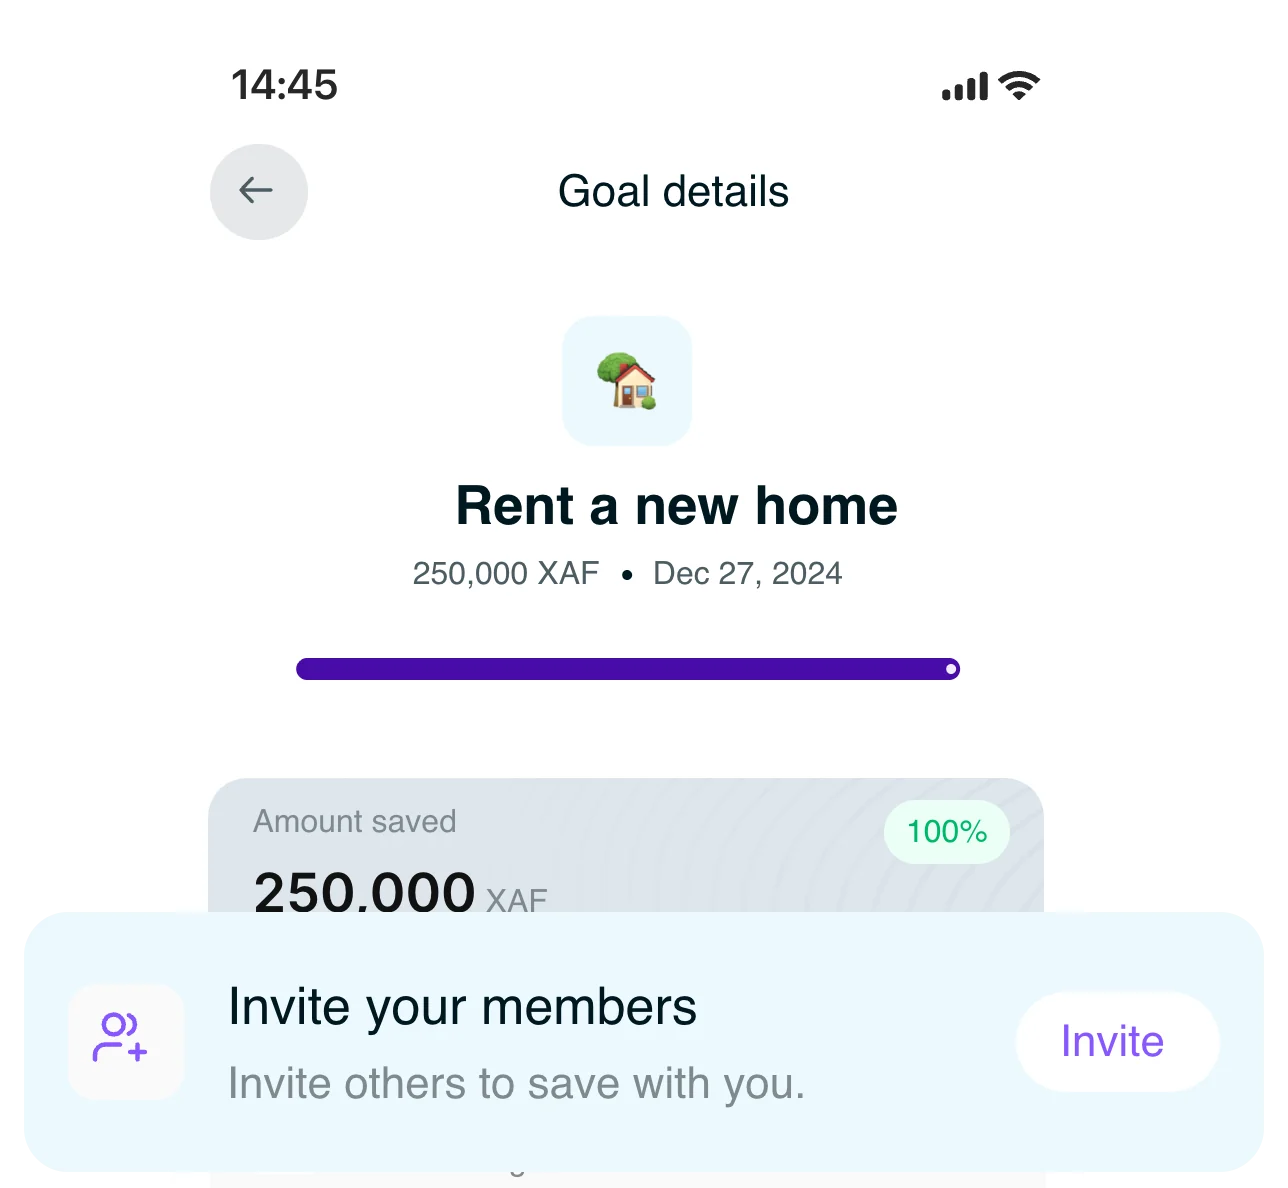 14:45
Goal details
Rent a new home
250,000 XAF • Dec 27, 2024
Amount saved
100%
250,000 XAF
Invite your members
Invite others to save with you.
Invite